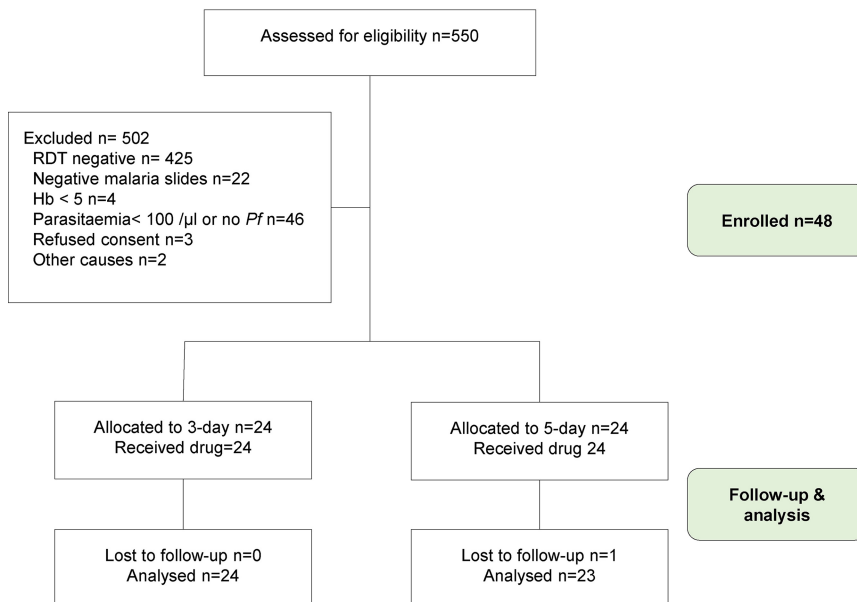 Assessed for eligibility n=550
Excluded n= 502
RDT negative n= 425
Negative malaria slides n=22
Hb < 5 n=4
Parasitaemia< 100 /µl or no Pf n=46
Refused consent n=3
Other causes n=2
Enrolled n=48
Allocated to 3-day n=24
Received drug=24
Allocated to 5-day n=24
Received drug 24
Follow-up &
analysis
Lost to follow-up n=0
Analysed n=24
Lost to follow-up n=1
Analysed n=23